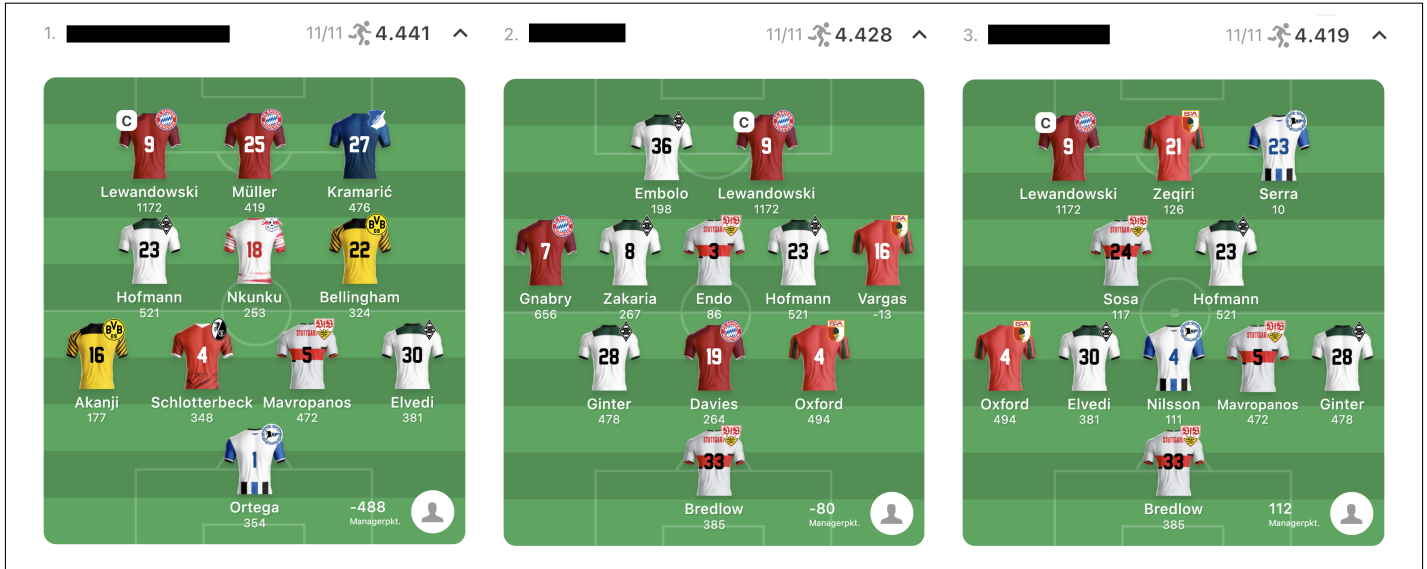 1.
11/11 4.441
C
9
25
27
Lewandowski
Müller
Kramarić
1172
419
476
23
18
22
Hofmann
Nkunku
Bellingham
521
253
324
16
4
5
30
Akanji
Schlotterbeck
Mavropanos
Elvedi
177
348
472
381
1
Ortega
354
-488
Managerpkt.
2.
11/11 4.428
36
C
9
Embolo
Lewandowski
198
1172
7
8
3
23
16
Gnabry
Zakaria
Endo
Hofmann
Vargas
656
267
86
521
-13
28
19
4
Ginter
Davies
Oxford
478
264
494
33
Bredlow
385
-80
Managerpkt.
3.
11/11 4.419
C
9
21
23
Lewandowski
Zeqiri
Serra
1172
126
10
24
23
Sosa
Hofmann
117
521
4
30
4
5
28
Oxford
Elvedi
Nilsson
Mavropanos
Ginter
494
381
111
472
478
33
Bredlow
385
112
Managerpkt.